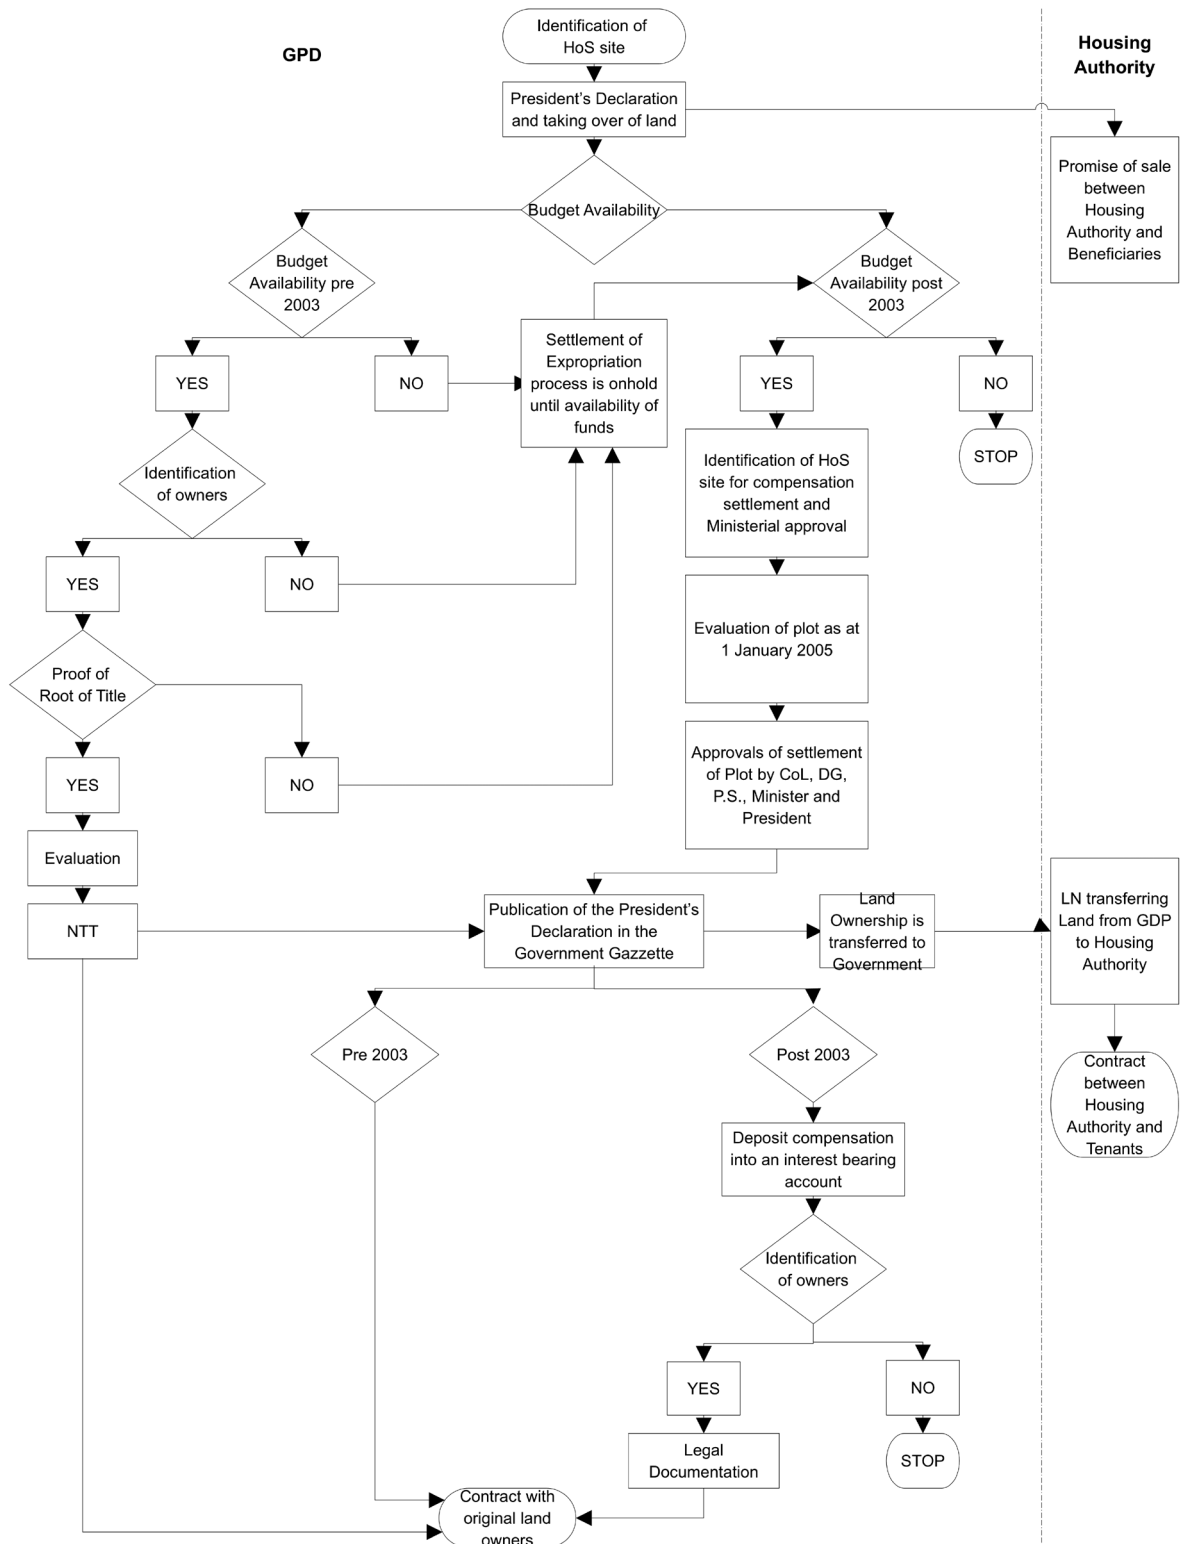 Identification of
HoS site
GPD
Housing
Authority
President's Declaration
and taking over of land
Promise of sale
between
Housing
Authority and
Beneficiaries
Budget Availability
Budget
Availability pre
2003
Budget
Availability post
2003
Settlement of
Expropriation
process is onhold
until availability of
funds
YES
NO
YES
NO
Identification
of owners
Identification of HoS
site for compensation
settlement and
Ministerial approval
STOP
YES
NO
Evaluation of plot as at
1 January 2005
Proof of
Root of Title
YES
NO
Approvals of settlement
of Plot by CoL, DG,
P.S., Minister and
President
Evaluation
NTT
Publication of the President's
Declaration in the
Government Gazzette
Land
Ownership is
transferred to
Government
LN transferring
Land from GDP
to Housing
Authority
Pre 2003
Post 2003
Contract
between
Housing
Authority and
Tenants
Deposit compensation
into an interest bearing
account
Identification
of owners
YES
NO
Legal
Documentation
STOP
Contract with
original land
owners